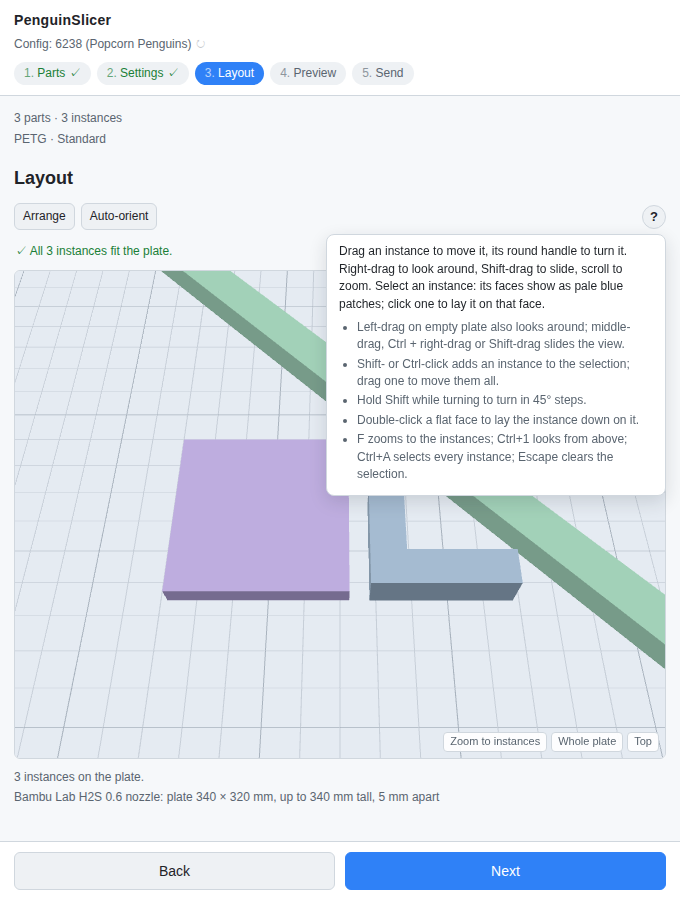 PenguinSlicer
Config: 6238 (Popcorn Penguins)
1. Parts ✓ 2. Settings ✓ 3. Layout 4. Preview 5. Send
3 parts · 3 instances
PETG · Standard
Layout
Arrange Auto-orient ?
✓ All 3 instances fit the plate.
Drag an instance to move it, its round handle to turn it.
Right-drag to look around, Shift-drag to slide, scroll to
zoom. Select an instance: its faces show as pale blue
patches; click one to lay it on that face.
• Left-drag on empty plate also looks around; middle-
drag, Ctrl + right-drag or Shift-drag slides the view.
• Shift- or Ctrl-click adds an instance to the selection;
drag one to move them all.
• Hold Shift while turning to turn in 45° steps.
• Double-click a flat face to lay the instance down on it.
• F zooms to the instances; Ctrl+1 looks from above;
Ctrl+A selects every instance; Escape clears the
selection.
Zoom to instances Whole plate Top
3 instances on the plate.
Bambu Lab H2S 0.6 nozzle: plate 340 × 320 mm, up to 340 mm tall, 5 mm apart
Back Next